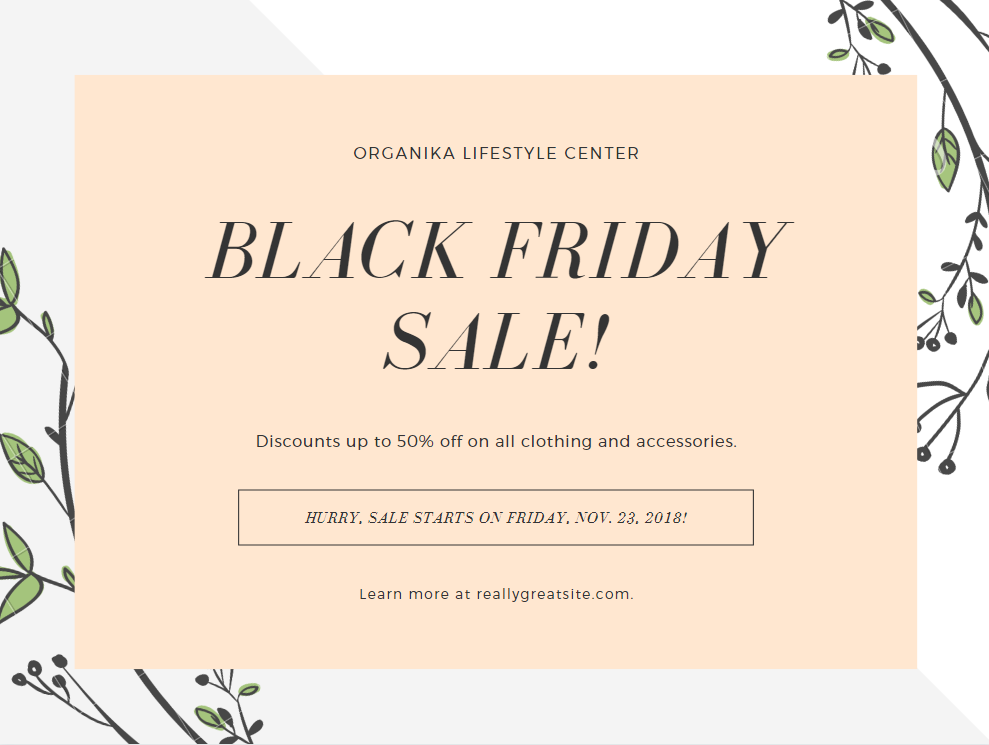 ORGANIKA LIFESTYLE CENTER
BLACK FRIDAY
SALE!
Discounts up to 50% off on all clothing and accessories.
HURRY, SALE STARTS ON FRIDAY, NOV. 23, 2018!
Learn more at reallygreatsite.com.